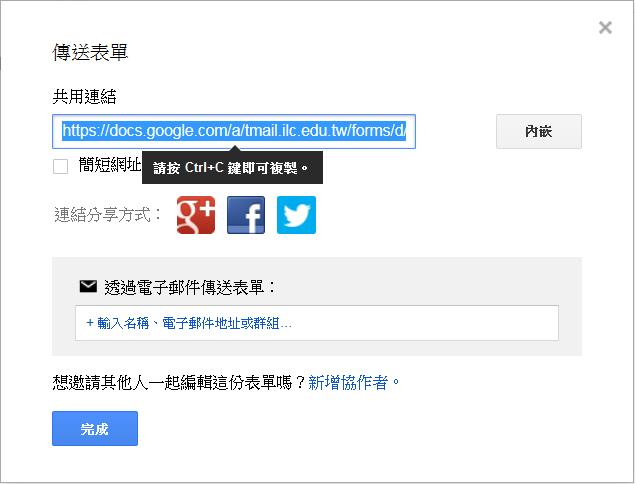 傳送表單
共用連結
https://docs.google.com/a/tmail.ilc.edu.tw/forms/d/
內嵌
簡短網址
請按 Ctrl+C 鍵即可複製。
連結分享方式：
g+
f
透過電子郵件傳送表單：
+ 輸入名稱、電子郵件地址或群組...
想邀請其他人一起編輯這份表單嗎？新增協作者。
完成